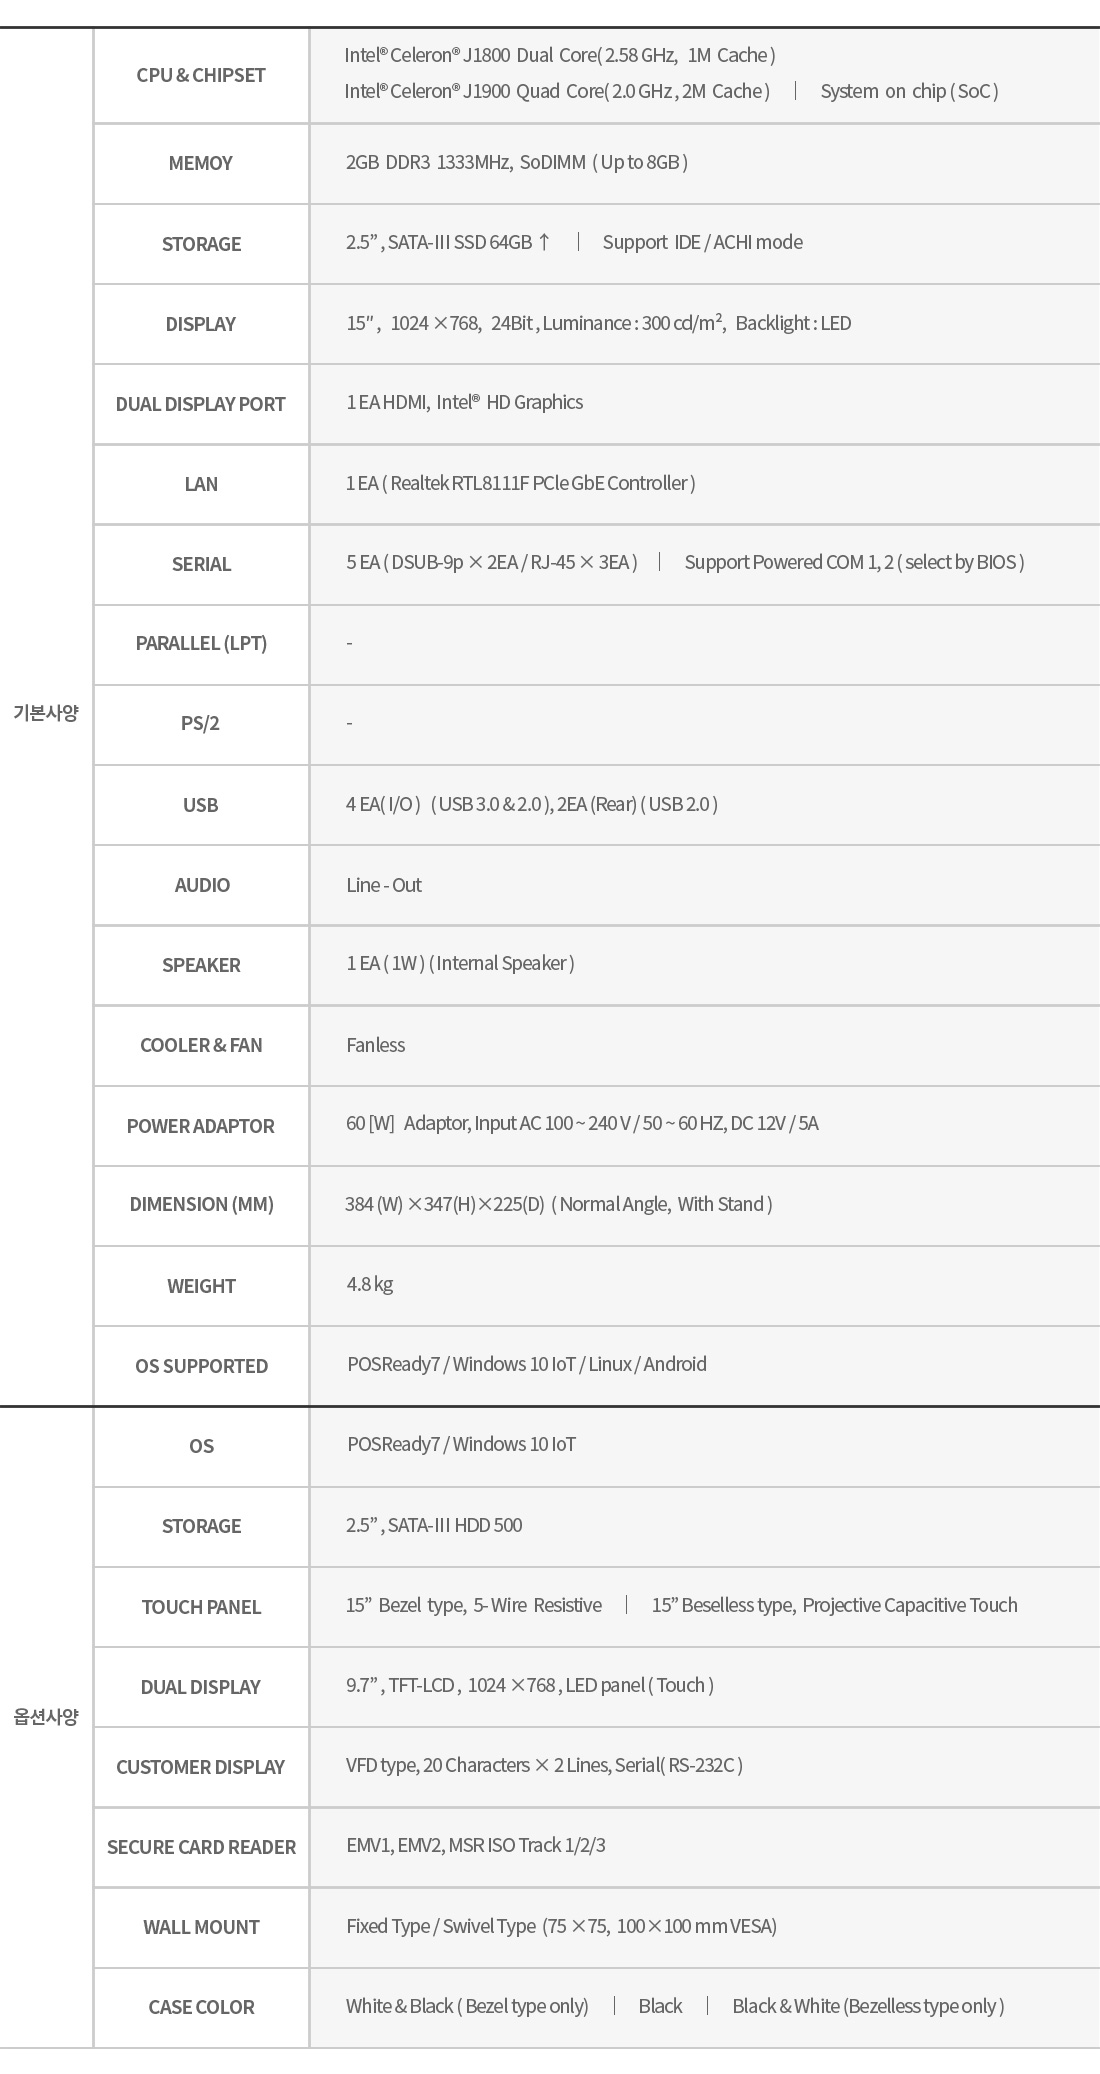 기본사양
CPU & CHIPSET
Intel® Celeron® J1800 Dual Core( 2.58 GHz, 1M Cache )
Intel® Celeron® J1900 Quad Core( 2.0 GHz , 2M Cache ) | System on chip ( SoC )
MEMOY
2GB DDR3 1333MHz, SoDIMM ( Up to 8GB )
STORAGE
2.5” , SATA-III SSD 64GB ↑ | Support IDE / ACHI mode
DISPLAY
15″ , 1024 ×768, 24Bit , Luminance : 300 cd/m², Backlight : LED
DUAL DISPLAY PORT
1 EA HDMI, Intel® HD Graphics
LAN
1 EA ( Realtek RTL8111F PCle GbE Controller )
SERIAL
5 EA ( DSUB-9p × 2EA / RJ-45 × 3EA ) | Support Powered COM 1, 2 ( select by BIOS )
PARALLEL (LPT)
-
PS/2
-
USB
4 EA( I/O ) ( USB 3.0 & 2.0 ), 2EA (Rear) ( USB 2.0 )
AUDIO
Line - Out
SPEAKER
1 EA ( 1W ) ( Internal Speaker )
COOLER & FAN
Fanless
POWER ADAPTOR
60 [W] Adaptor, Input AC 100 ~ 240 V / 50 ~ 60 HZ, DC 12V / 5A
DIMENSION (MM)
384 (W) ×347(H)×225(D) ( Normal Angle, With Stand )
WEIGHT
4.8 kg
OS SUPPORTED
POSReady7 / Windows 10 IoT / Linux / Android
옵션사양
OS
POSReady7 / Windows 10 IoT
STORAGE
2.5” , SATA-III HDD 500
TOUCH PANEL
15” Bezel type, 5- Wire Resistive | 15” Beselless type, Projective Capacitive Touch
DUAL DISPLAY
9.7” , TFT-LCD , 1024 ×768 , LED panel ( Touch )
CUSTOMER DISPLAY
VFD type, 20 Characters × 2 Lines, Serial( RS-232C )
SECURE CARD READER
EMV1, EMV2, MSR ISO Track 1/2/3
WALL MOUNT
Fixed Type / Swivel Type (75 ×75, 100×100 mm VESA)
CASE COLOR
White & Black ( Bezel type only) | Black | Black & White (Bezelless type only )